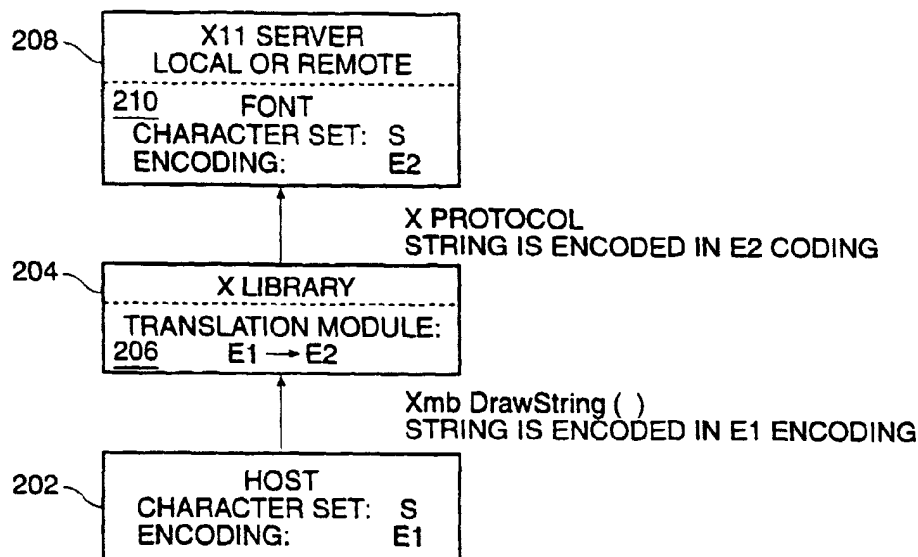 208
X11 SERVER
LOCAL OR REMOTE
210
FONT
CHARACTER SET: S
ENCODING: E2
X PROTOCOL
STRING IS ENCODED IN E2 CODING
204
X LIBRARY
TRANSLATION MODULE:
206 E1 → E2
Xmb DrawString ( )
STRING IS ENCODED IN E1 ENCODING
202
HOST
CHARACTER SET: S
ENCODING: E1